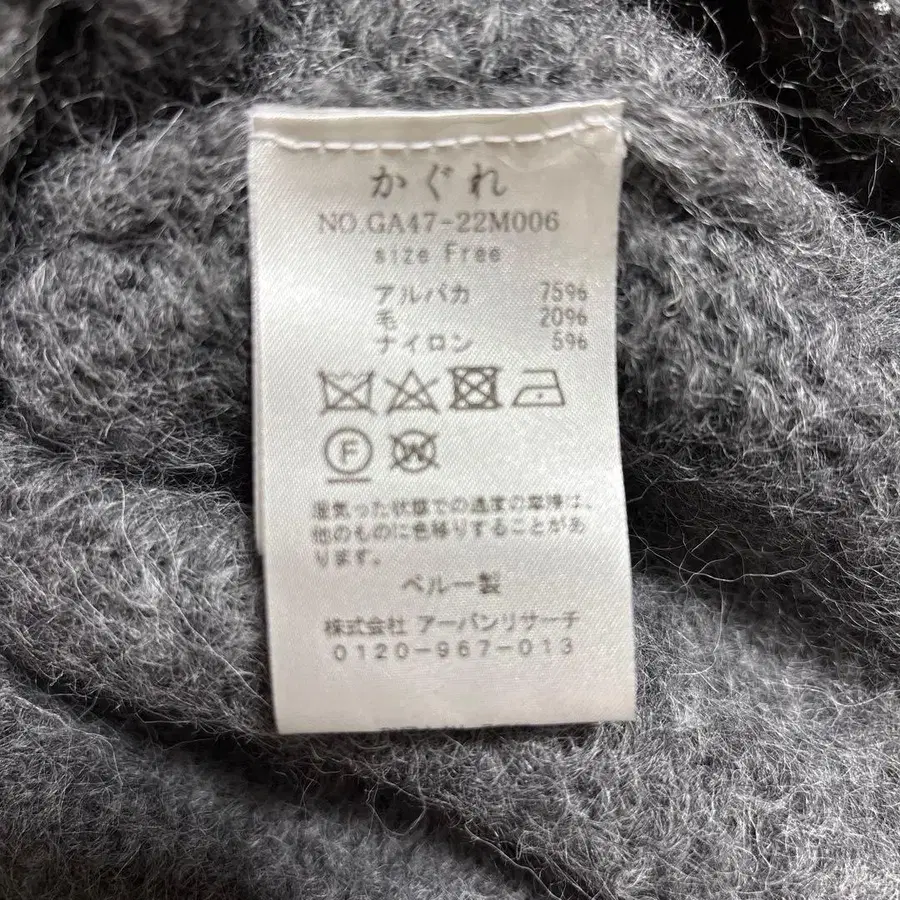 かぐれ
NO.GA47-22M006
size Free
アルパカ 75%
毛 20%
ナイロン 5%
F W
湿気った状態での過度の摩擦は、
他のものに色移りすることがあ
ります。
ペルー製
株式会社 アーバンリサーチ
0120-967-013